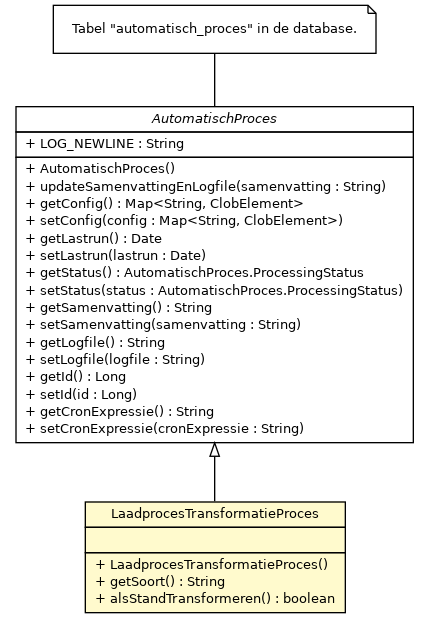 Tabel "automatisch_proces" in de database.
AutomatischProces
+ LOG_NEWLINE : String
+ AutomatischProces()
+ updateSamenvattingEnLogfile(samenvatting : String)
+ getConfig() : Map<String, ClobElement>
+ setConfig(config : Map<String, ClobElement>)
+ getLastrun() : Date
+ setLastrun(lastrun : Date)
+ getStatus() : AutomatischProces.ProcessingStatus
+ setStatus(status : AutomatischProces.ProcessingStatus)
+ getSamenvatting() : String
+ setSamenvatting(samenvatting : String)
+ getLogfile() : String
+ setLogfile(logfile : String)
+ getId() : Long
+ setId(id : Long)
+ getCronExpressie() : String
+ setCronExpressie(cronExpressie : String)
LaadprocesTransformatieProces
+ LaadprocesTransformatieProces()
+ getSoort() : String
+ alsStandTransformeren() : boolean